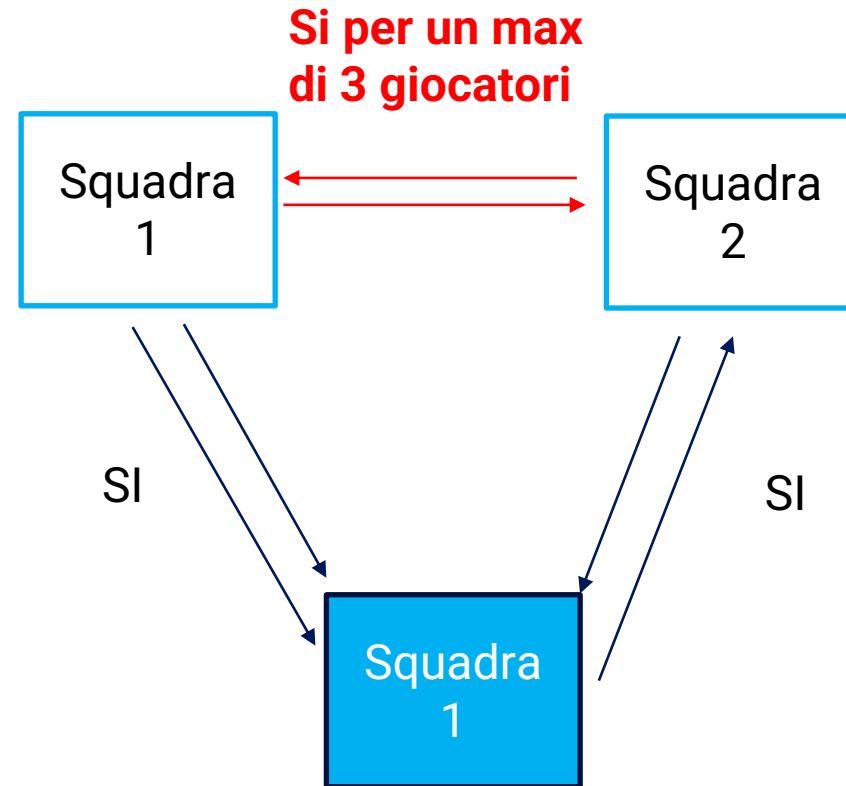 Si per un max
di 3 giocatori
Squadra
1
Squadra
2
SI
SI
Squadra
1